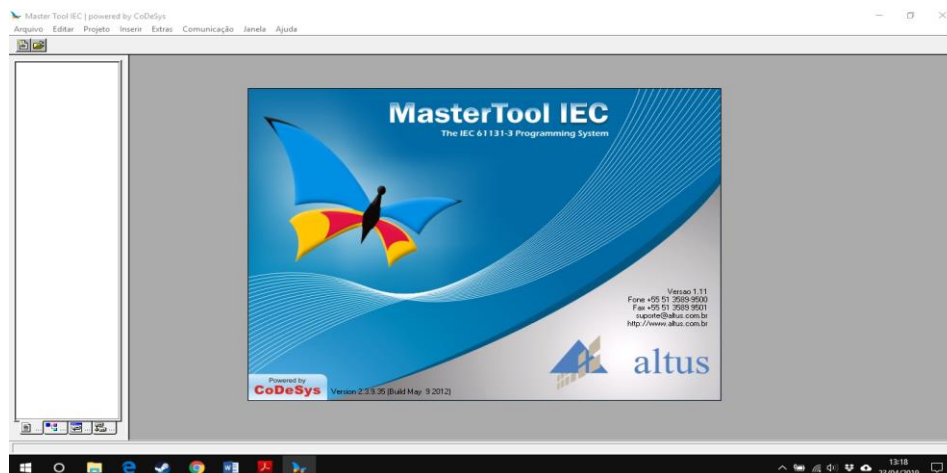 Master Tool IEC | powered by CoDeSys
Arquivo Editar Projeto Inserir Extras Comunicação Janela Ajuda
MasterTool IEC
The IEC 61131-3 Programming System
Versao 1.11
Fone +55 51 3589-9500
Fax +55 51 3589 9501
suporte@altus.com.br
http://www.altus.com.br
altus
Powered by
CoDeSys
Version 2.3.9.35 (Build May 9 2012)
13:18
23/04/2019